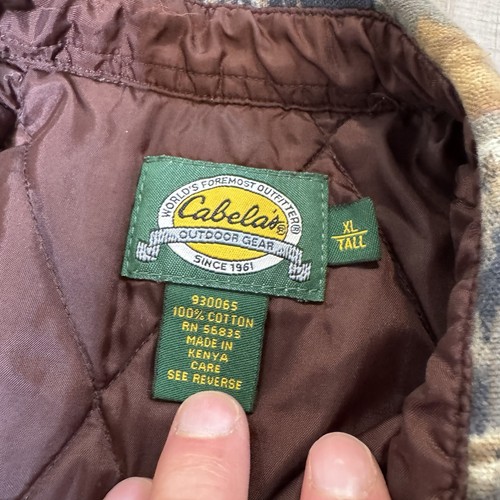 WORLD'S FOREMOST OUTFITTER®
Cabela's®
OUTDOOR GEAR
SINCE 1961
XL
TALL
930065
100% COTTON
RN 56835
MADE IN
KENYA
CARE
SEE REVERSE